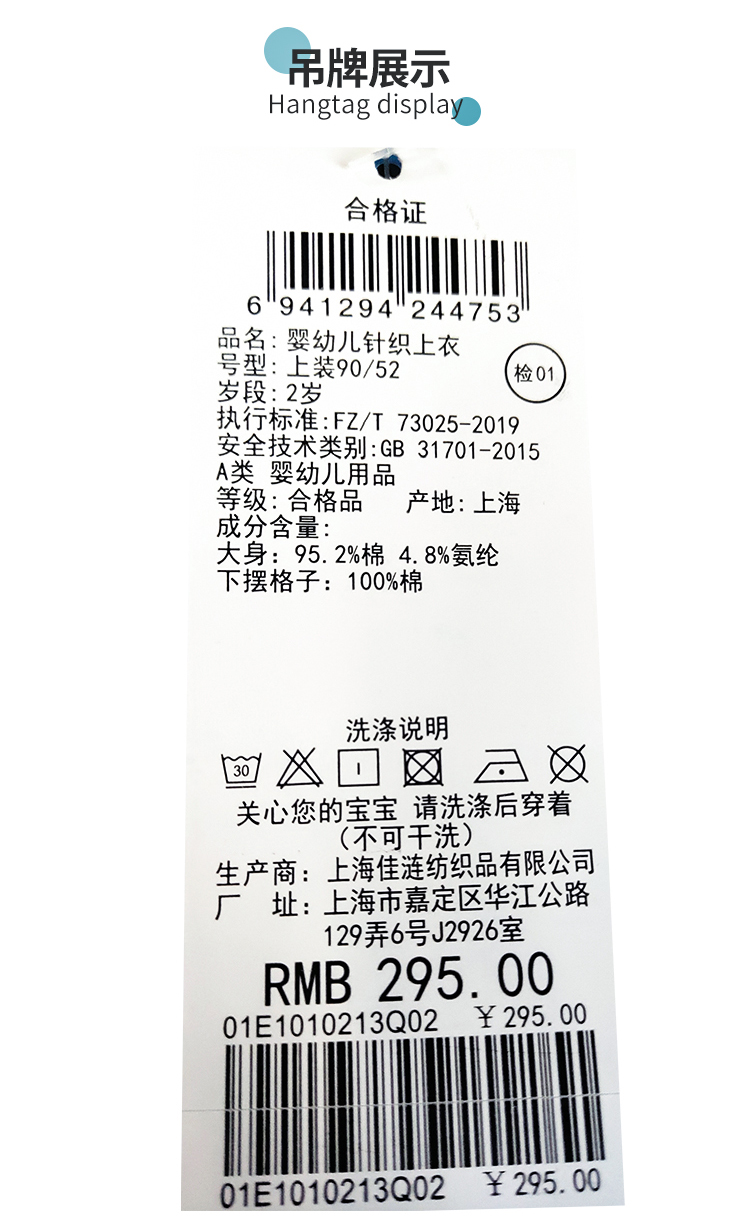 吊牌展示
Hangtag display
合格证
6 941294 244753
品名: 婴幼儿针织上衣
号型: 上装90/52
检01
岁段: 2岁
执行标准:FZ/T 73025-2019
安全技术类别:GB 31701-2015
A类 婴幼儿用品
等级: 合格品 产地: 上海
成分含量:
大身: 95.2%棉 4.8%氨纶
下摆格子: 100%棉
洗涤说明
30
关心您的宝宝 请洗涤后穿着
(不可干洗)
生产商: 上海佳涟纺织品有限公司
厂 址: 上海市嘉定区华江公路
129弄6号J2926室
RMB 295.00
01E1010213Q02 ￥295.00
01E1010213Q02 ￥295.00